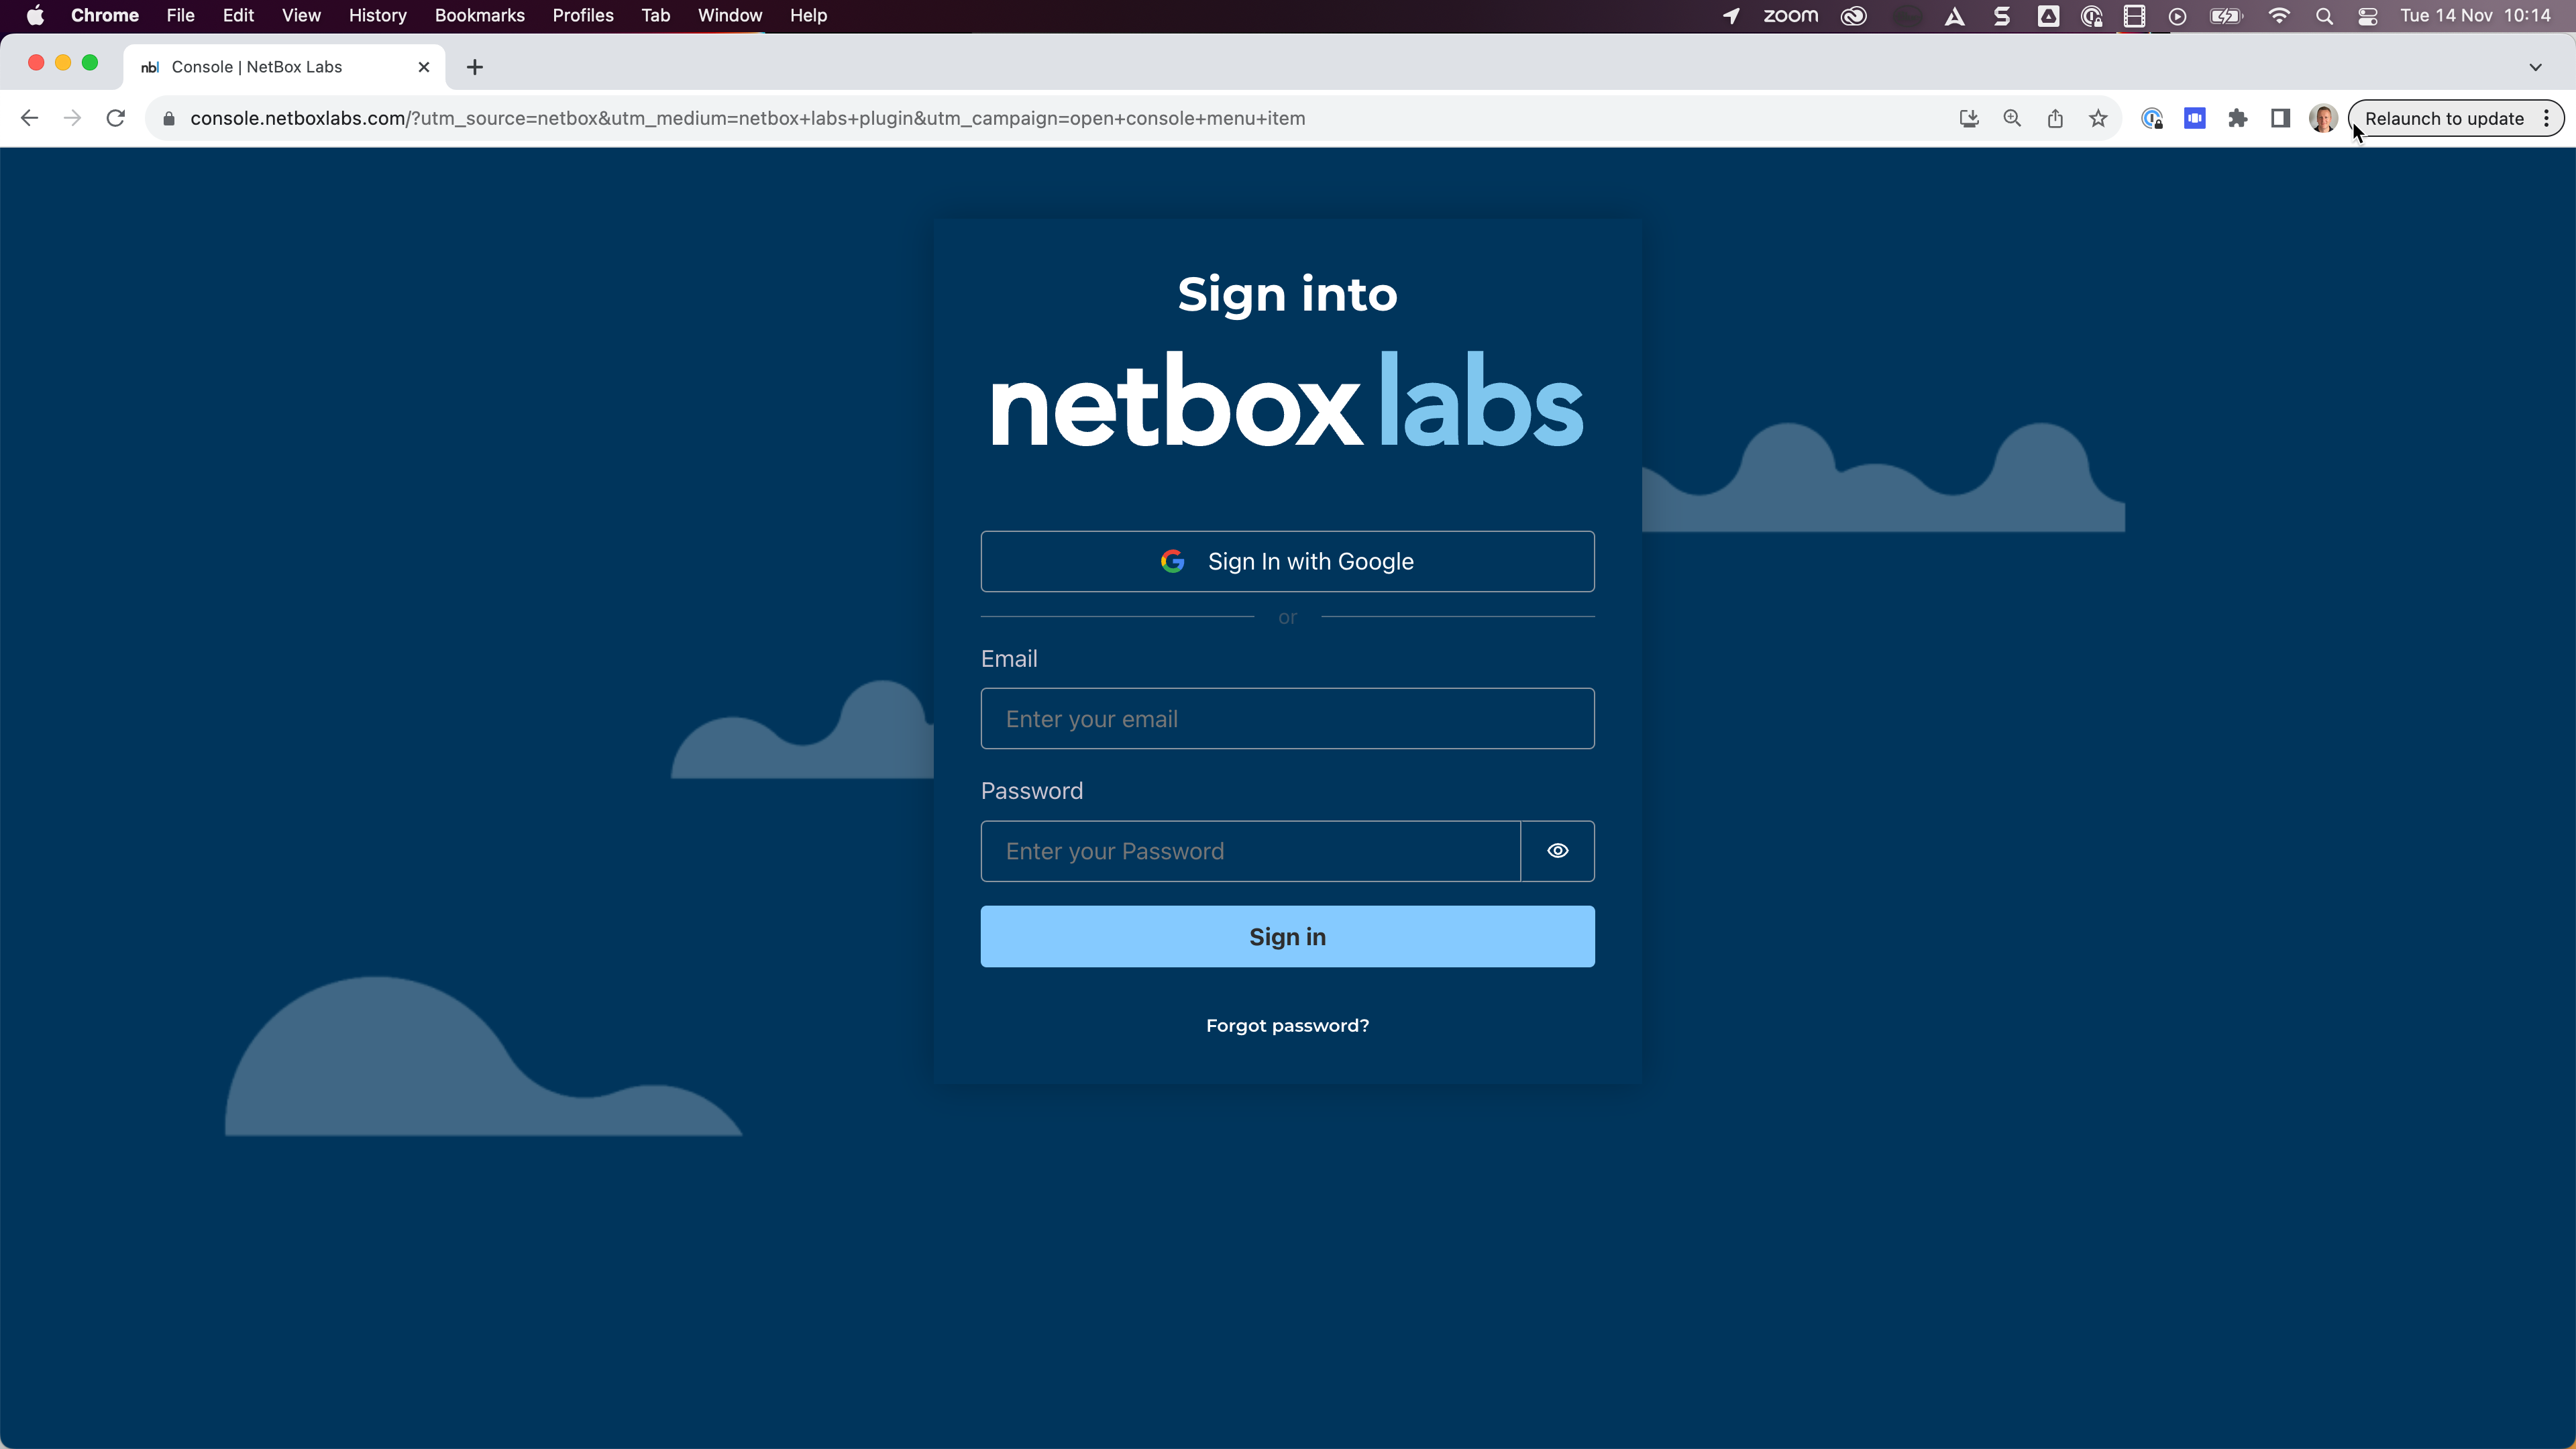 Chrome File Edit View History Bookmarks Profiles Tab Window Help zoom Tue 14 Nov 10:14
nbl Console | NetBox Labs
console.netboxlabs.com/?utm_source=netbox&utm_medium=netbox+labs+plugin&utm_campaign=open+console+menu+item Relaunch to update
Sign into
netbox labs
Sign In with Google
or
Email
Enter your email
Password
Enter your Password
Sign in
Forgot password?